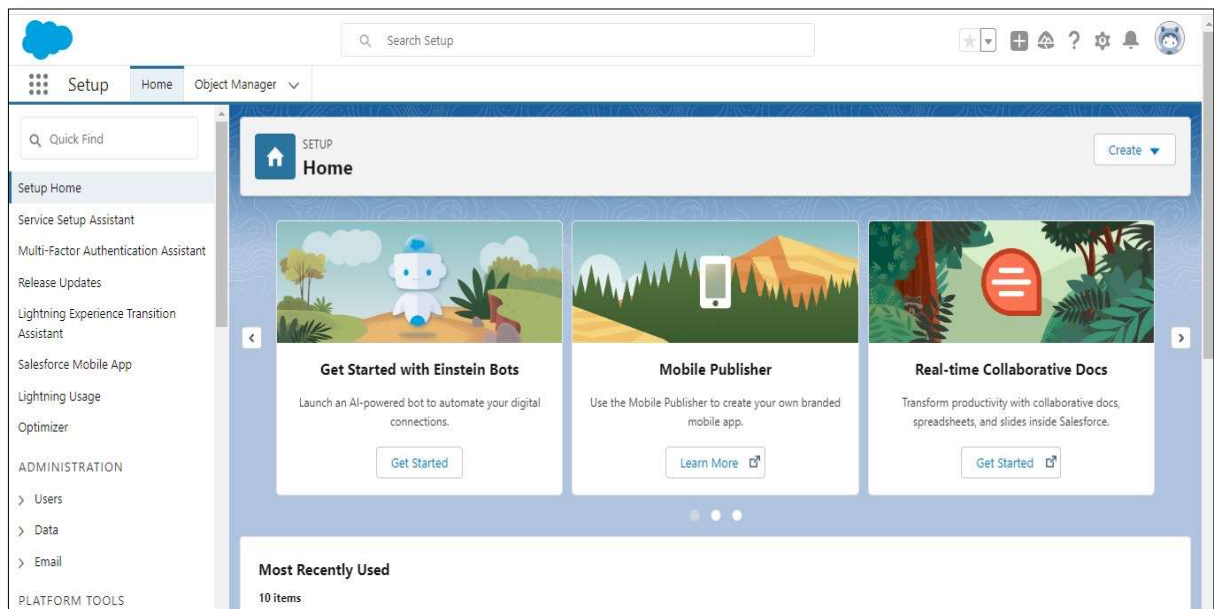 Search Setup
?
Setup
Home
Object Manager
Quick Find
Setup Home
Service Setup Assistant
Multi-Factor Authentication Assistant
Release Updates
Lightning Experience Transition
Assistant
Salesforce Mobile App
Lightning Usage
Optimizer
ADMINISTRATION
Users
Data
Email
PLATFORM TOOLS
SETUP
Home
Create
Get Started with Einstein Bots
Launch an AI-powered bot to automate your digital
connections.
Get Started
Mobile Publisher
Use the Mobile Publisher to create your own branded
mobile app.
Learn More
Real-time Collaborative Docs
Transform productivity with collaborative docs,
spreadsheets, and slides inside Salesforce.
Get Started
Most Recently Used
10 items